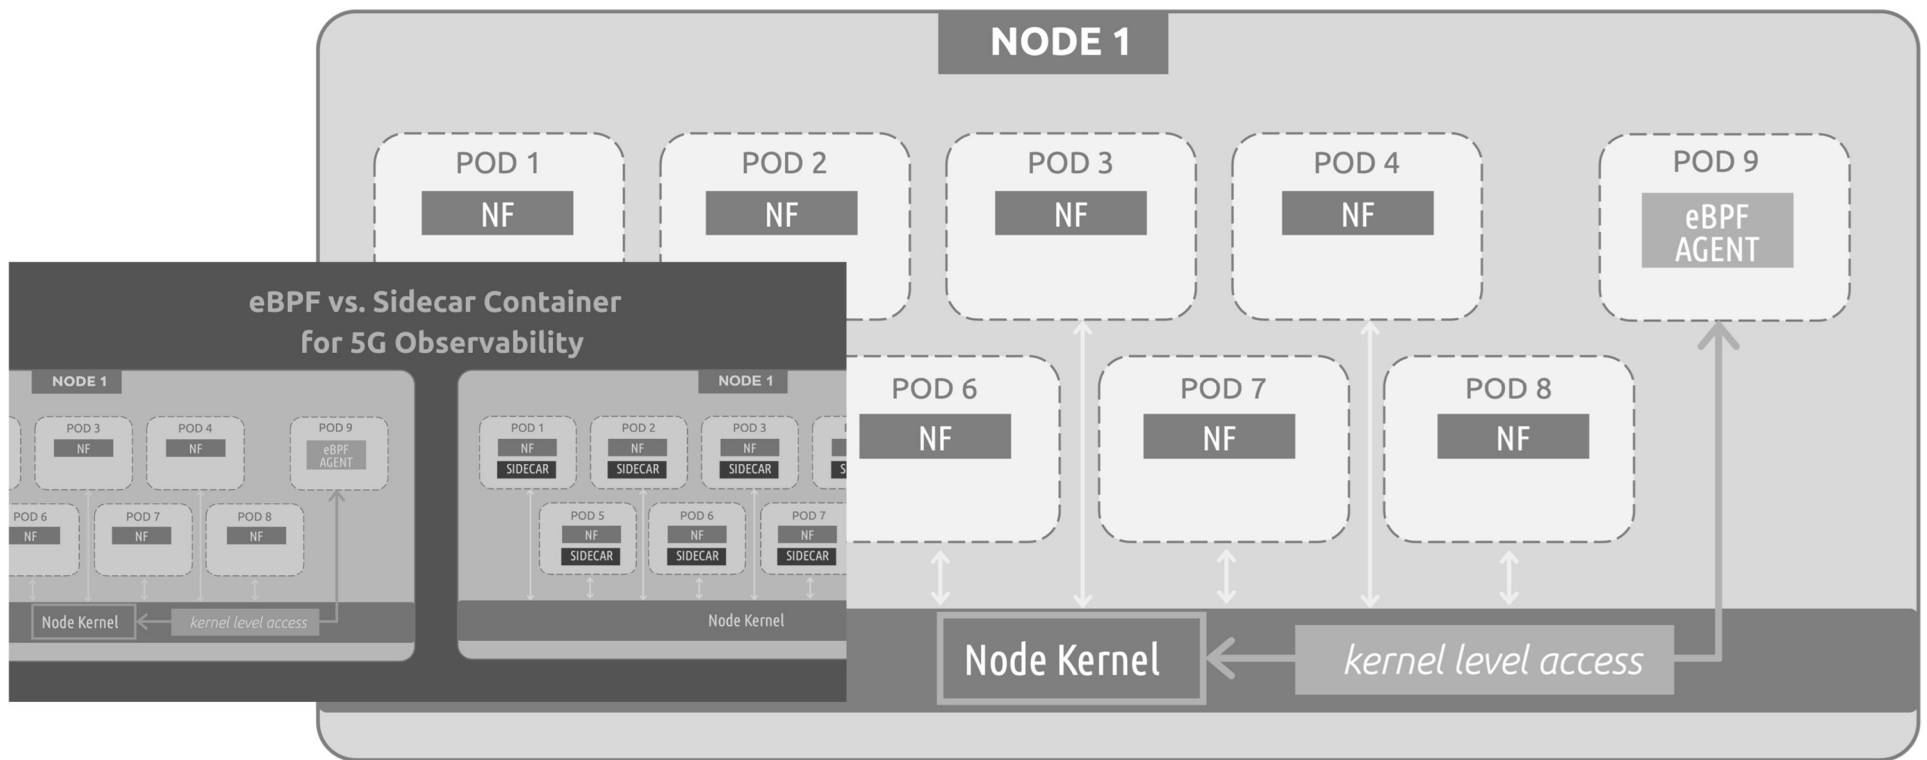 NODE 1
POD 1
POD 2
POD 3
POD 4
POD 9
NF
NF
NF
NF
eBPF
AGENT
POD 6
POD 7
POD 8
NF
NF
NF
Node Kernel
kernel level access
eBPF vs. Sidecar Container
for 5G Observability
NODE 1
POD 3
POD 4
POD 9
NF
NF
eBPF
AGENT
POD 6
POD 7
POD 8
NF
NF
NF
Node Kernel
kernel level access
NODE 1
POD 1
POD 2
POD 3
NF
NF
NF
SIDECAR
SIDECAR
SIDECAR
POD 5
POD 6
POD 7
NF
NF
NF
SIDECAR
SIDECAR
SIDECAR
Node Kernel